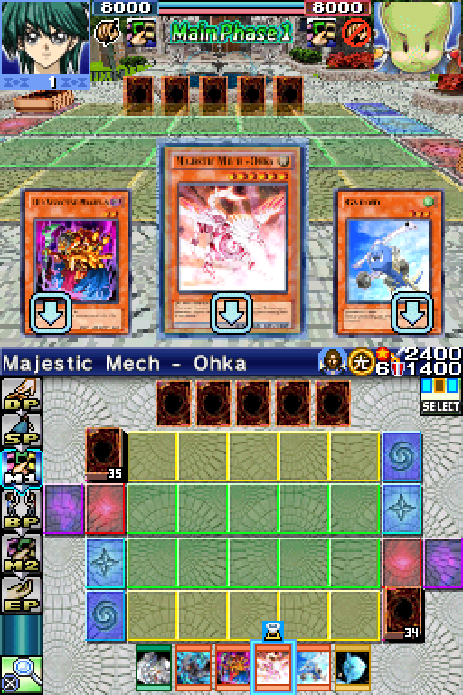 8000
8000
Main Phase 1
1
Majestic Mech - Ohka
Majestic Mech - Ohka
光
6
2400
1400
SELECT
DP
SP
M1
BP
M2
EP
35
34